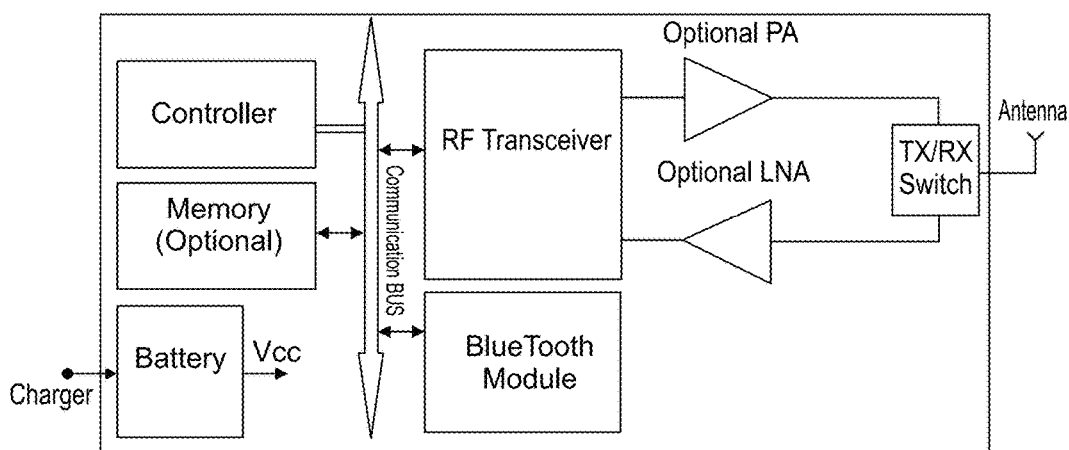 Optional PA
Controller
RF Transceiver
Antenna
TX/RX
Switch
Optional LNA
Memory
(Optional)
Communication BUS
Battery
Vcc
BlueTooth
Module
Charger